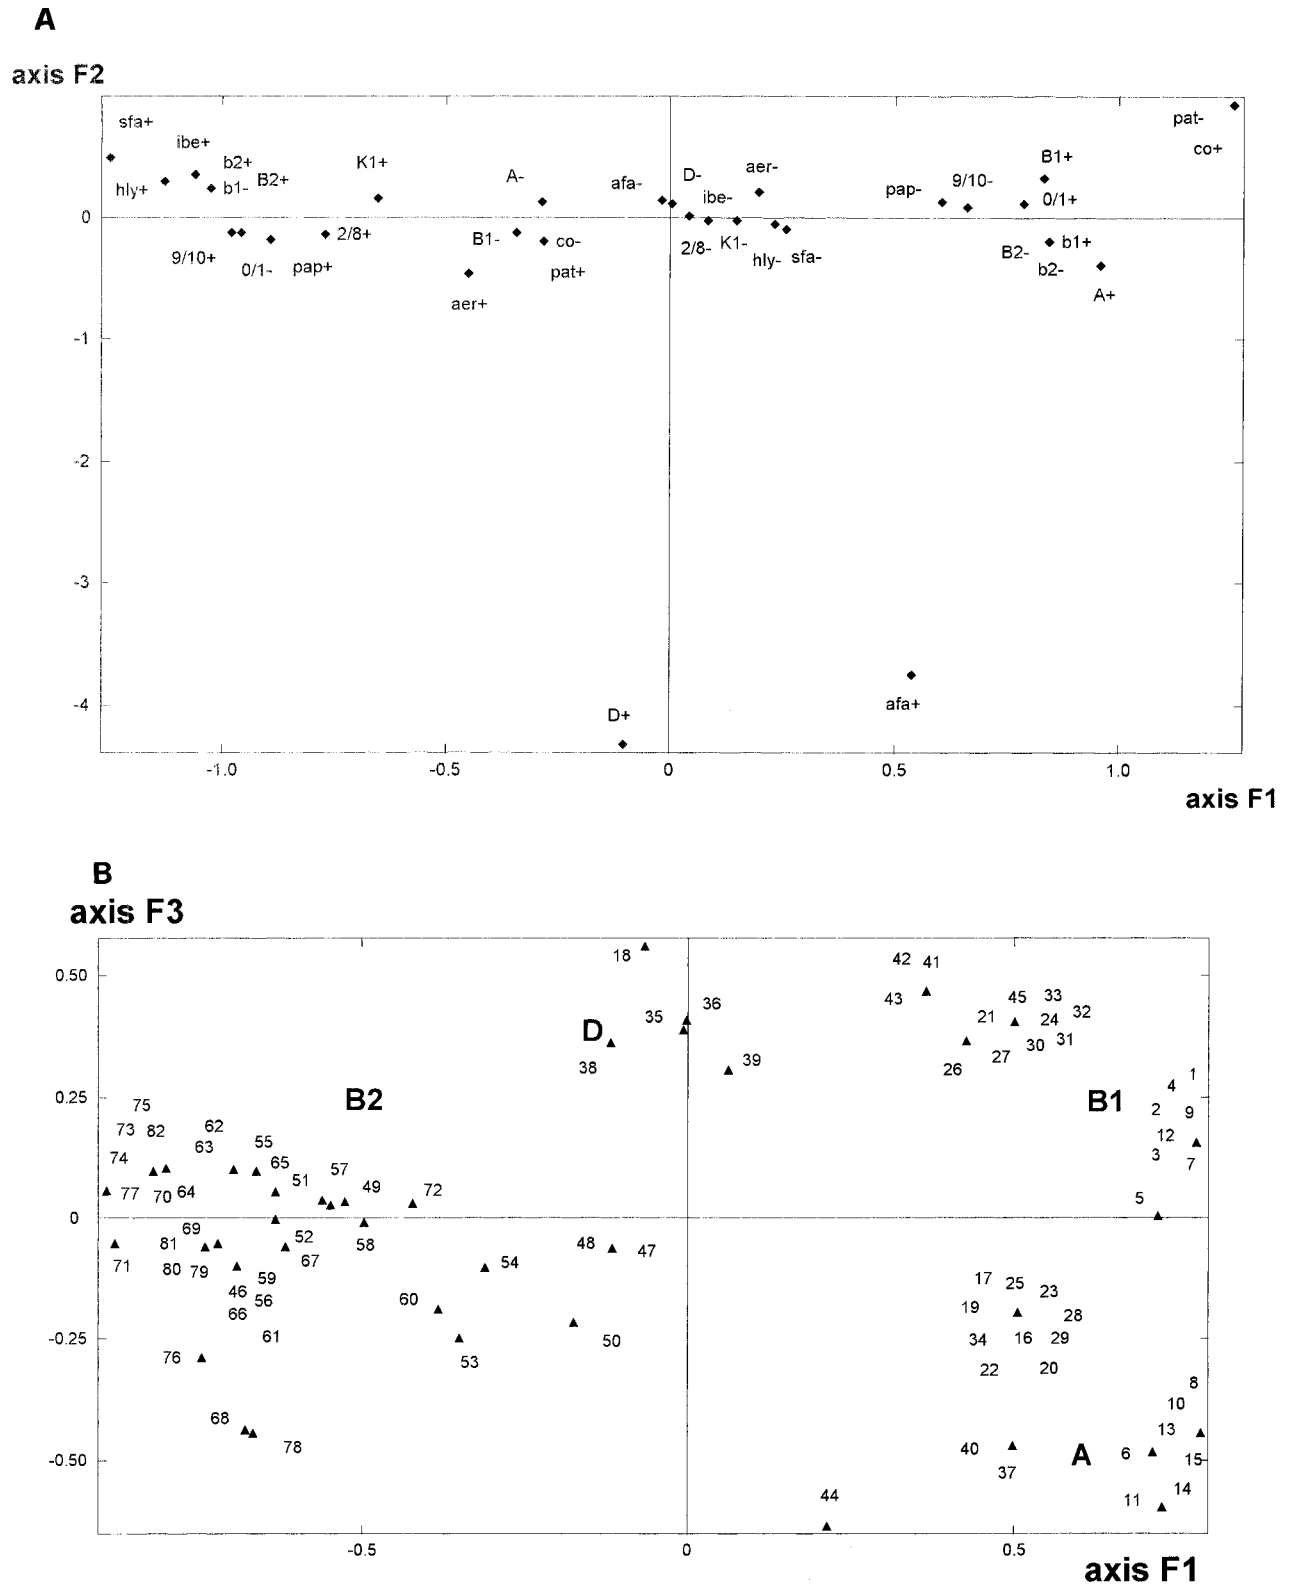 A
axis F2
pat-
sfa+
ibe+
co+
b2+ K1+ aer- B1+
hly+ b1- B2+ A- afa- D- pap- 9/10-
ibe- 0/1+
0
2/8+ B1- co- 2/8- K1- b1+
9/10+ 0/1- pap+ pat+ hly- sfa- B2- b2-
aer+ A+
-1
-2
-3
-4
afa+
D+
-1.0 -0.5 0 0.5 1.0
axis F1
B
axis F3
18 42 41
0.50
43 45 33
35 36 21 24 32
D 27 30 31
38 39 26
B2 4 1
0.25 75 B1 2 9
73 82 62 12
74 63 55 3 7
77 70 64 65 51 57 49 72 5
0
69 52
81 58 48 47
71 80 79 67 54
46 59 17 25 23
66 56 60 19 28
-0.25 61 50 34 16 29
76 53 22 20
8
10
68 13
78 40 A 6 15
-0.50
37 14
44 11
-0.5 0 0.5
axis F1